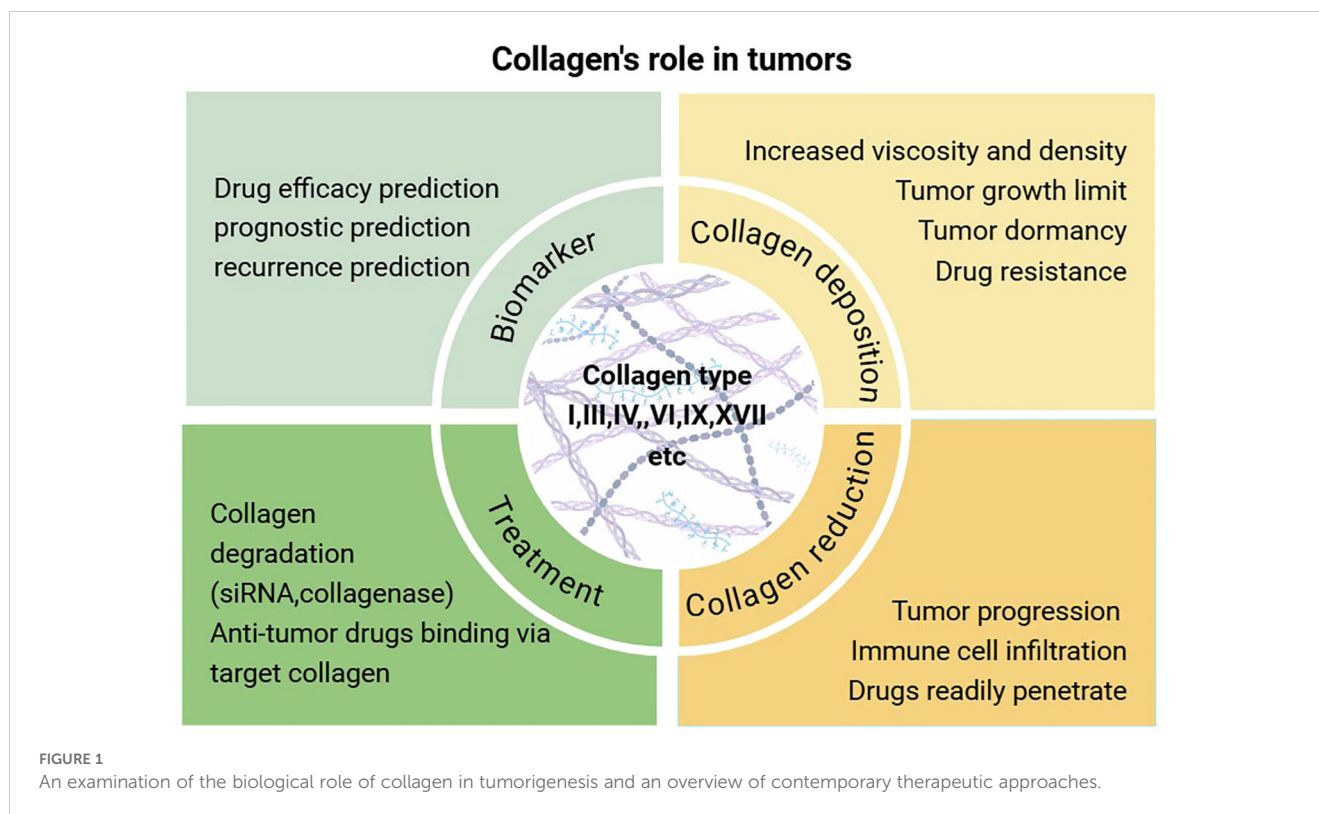 Collagen's role in tumors
Drug efficacy prediction
prognostic prediction
recurrence prediction
Biomarker
Increased viscosity and density
Tumor growth limit
Tumor dormancy
Drug resistance
Collagen deposition
Collagen type
I,III,IV,,VI,IX,XVII
etc
Collagen
degradation
(siRNA,collagenase)
Anti-tumor drugs binding via
target collagen
Treatment
Collagen reduction
Tumor progression
Immune cell infiltration
Drugs readily penetrate
FIGURE 1
An examination of the biological role of collagen in tumorigenesis and an overview of contemporary therapeutic approaches.